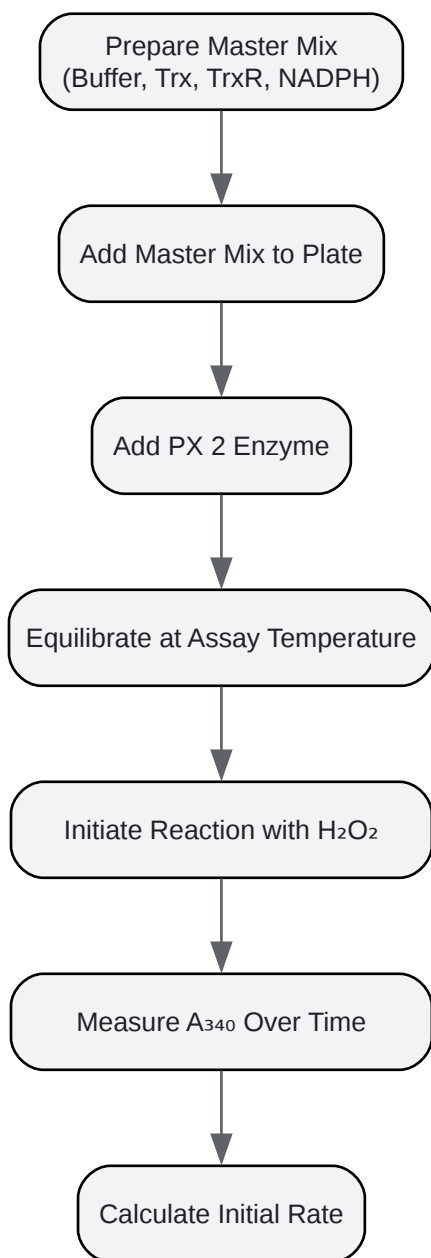 Prepare Master Mix
(Buffer, Trx, TrxR, NADPH)
Add Master Mix to Plate
Add PX 2 Enzyme
Equilibrate at Assay Temperature
Initiate Reaction with H₂O₂
Measure A₃₄₀ Over Time
Calculate Initial Rate